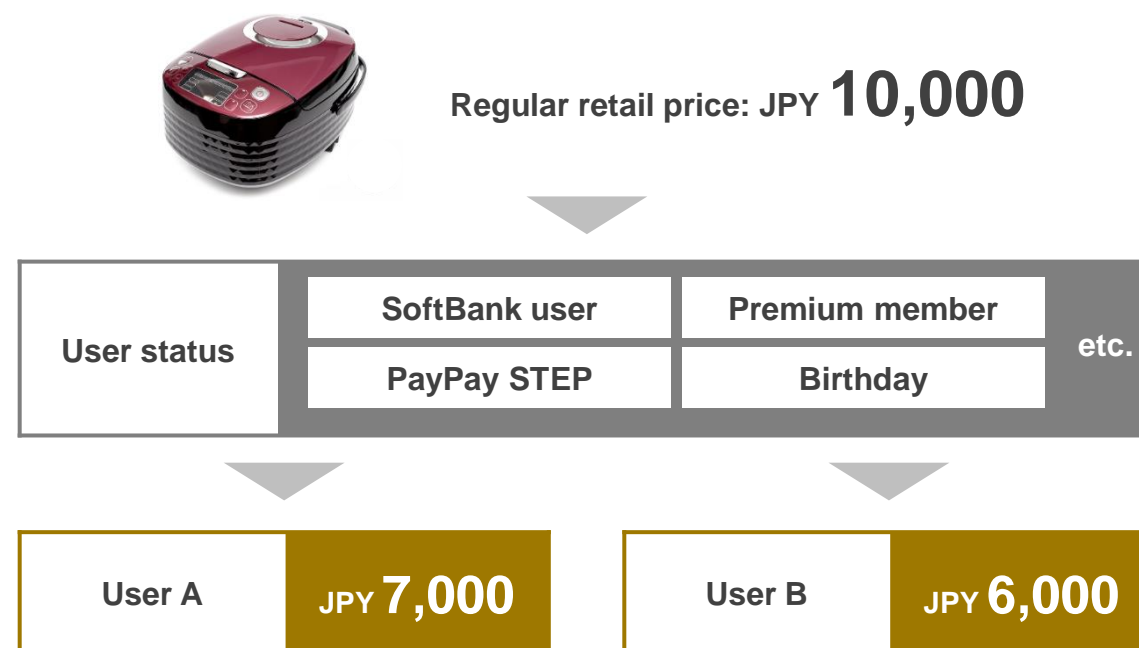 Regular retail price: JPY 10,000
User status
SoftBank user
Premium member
PayPay STEP
Birthday
etc.
User A
JPY 7,000
User B
JPY 6,000